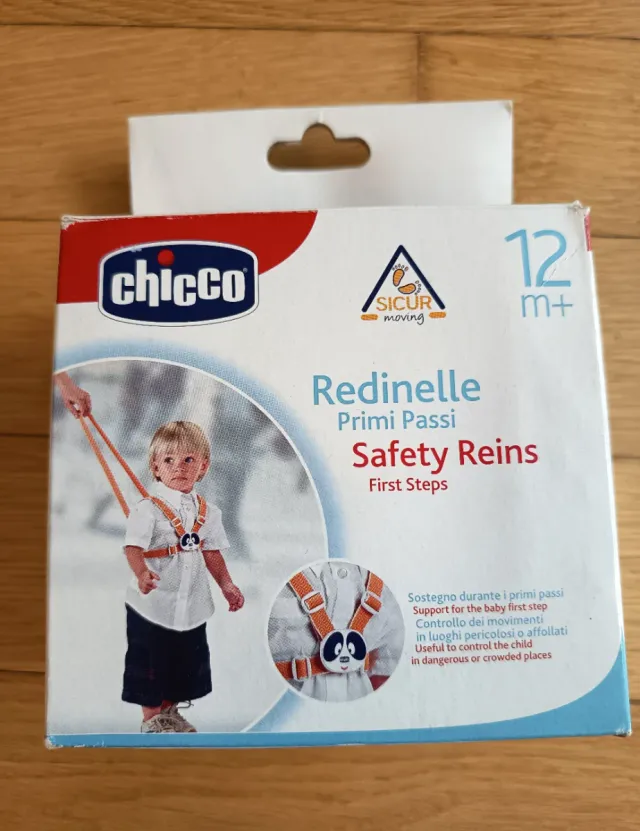 chicco
SICUR
moving
12
m+
Redinelle
Primi Passi
Safety Reins
First Steps
Sostegno durante i primi passi
Support for the baby first step
Controllo dei movimenti
in luoghi pericolosi o affollati
Useful to control the child
in dangerous or crowded places